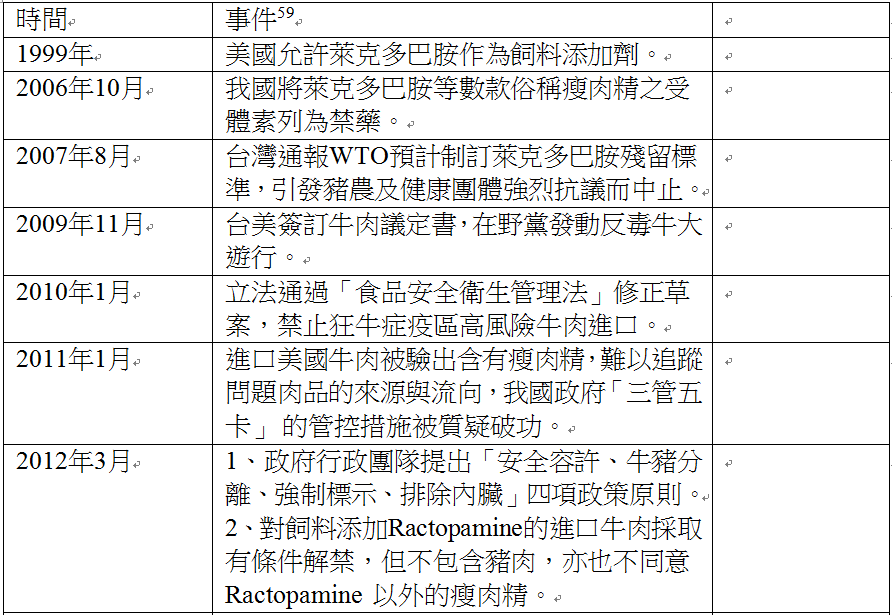 時間
事件59
1999年
美國允許萊克多巴胺作為飼料添加劑。
2006年10月
我國將萊克多巴胺等數款俗稱瘦肉精之受
體素列為禁藥。
2007年8月
台灣通報WTO預計制訂萊克多巴胺殘留標
準，引發豬農及健康團體強烈抗議而中止。
2009年11月
台美簽訂牛肉議定書，在野黨發動反毒牛大
遊行。
2010年1月
立法通過「食品安全衛生管理法」修正草
案，禁止狂牛症疫區高風險牛肉進口。
2011年1月
進口美國牛肉被驗出含有瘦肉精，難以追蹤
問題肉品的來源與流向，我國政府「三管五
卡」 的管控措施被質疑破功。
2012年3月
1、政府行政團隊提出「安全容許、牛豬分
離、強制標示、排除內臟」四項政策原則。
2、對飼料添加Ractopamine的進口牛肉採取
有條件解禁，但不包含豬肉，亦也不同意
Ractopamine 以外的瘦肉精。